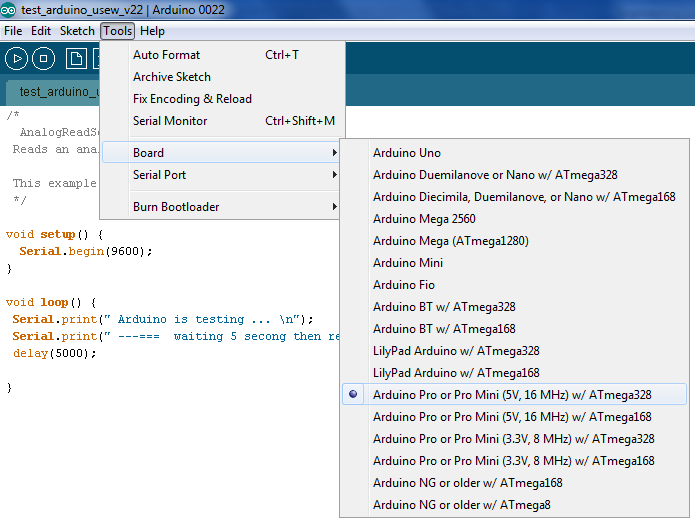 test_arduino_usew_v22 | Arduino 0022
File Edit Sketch Tools Help
Auto Format Ctrl+T
Archive Sketch
Fix Encoding & Reload
Serial Monitor Ctrl+Shift+M
Board
Serial Port
Burn Bootloader
Arduino Uno
Arduino Duemilanove or Nano w/ ATmega328
Arduino Diecimila, Duemilanove, or Nano w/ ATmega168
Arduino Mega 2560
Arduino Mega (ATmega1280)
Arduino Mini
Arduino Fio
Arduino BT w/ ATmega328
Arduino BT w/ ATmega168
LilyPad Arduino w/ ATmega328
LilyPad Arduino w/ ATmega168
Arduino Pro or Pro Mini (5V, 16 MHz) w/ ATmega328
Arduino Pro or Pro Mini (5V, 16 MHz) w/ ATmega168
Arduino Pro or Pro Mini (3.3V, 8 MHz) w/ ATmega328
Arduino Pro or Pro Mini (3.3V, 8 MHz) w/ ATmega168
Arduino NG or older w/ ATmega168
Arduino NG or older w/ ATmega8
test_arduino_u
/*
AnalogReadSe
Reads an ana
This example
*/
void setup() {
Serial.begin(9600);
}
void loop() {
Serial.print(" Arduino is testing ... \n");
Serial.print(" ---=== waiting 5 secong then re
delay(5000);
}